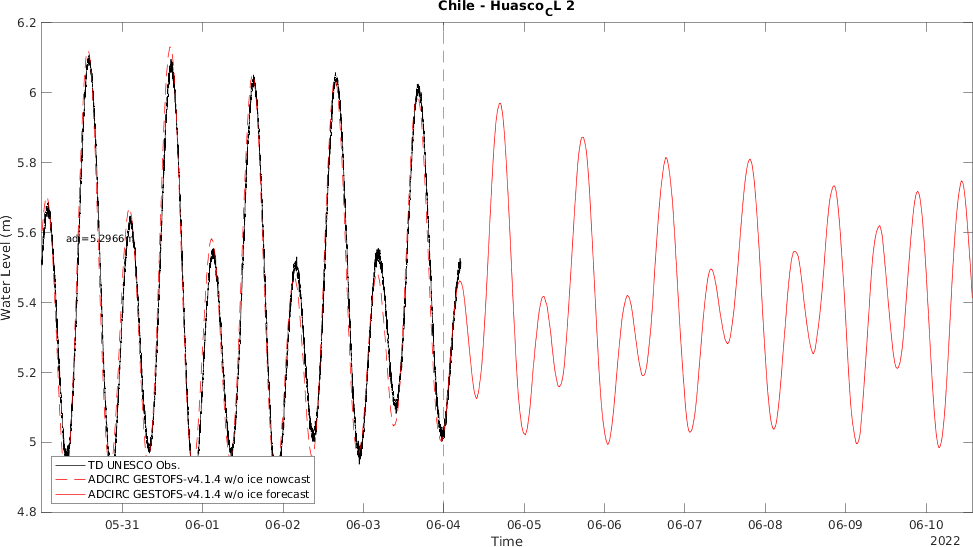 Chile - Huasco_CL 2
Water Level (m)
6.2
6
5.8
5.6
5.4
5.2
5
4.8
adj=5.2966m
TD UNESCO Obs.
ADCIRC GESTOFS-v4.1.4 w/o ice nowcast
ADCIRC GESTOFS-v4.1.4 w/o ice forecast
05-31 06-01 06-02 06-03 06-04 06-05 06-06 06-07 06-08 06-09 06-10
Time
2022